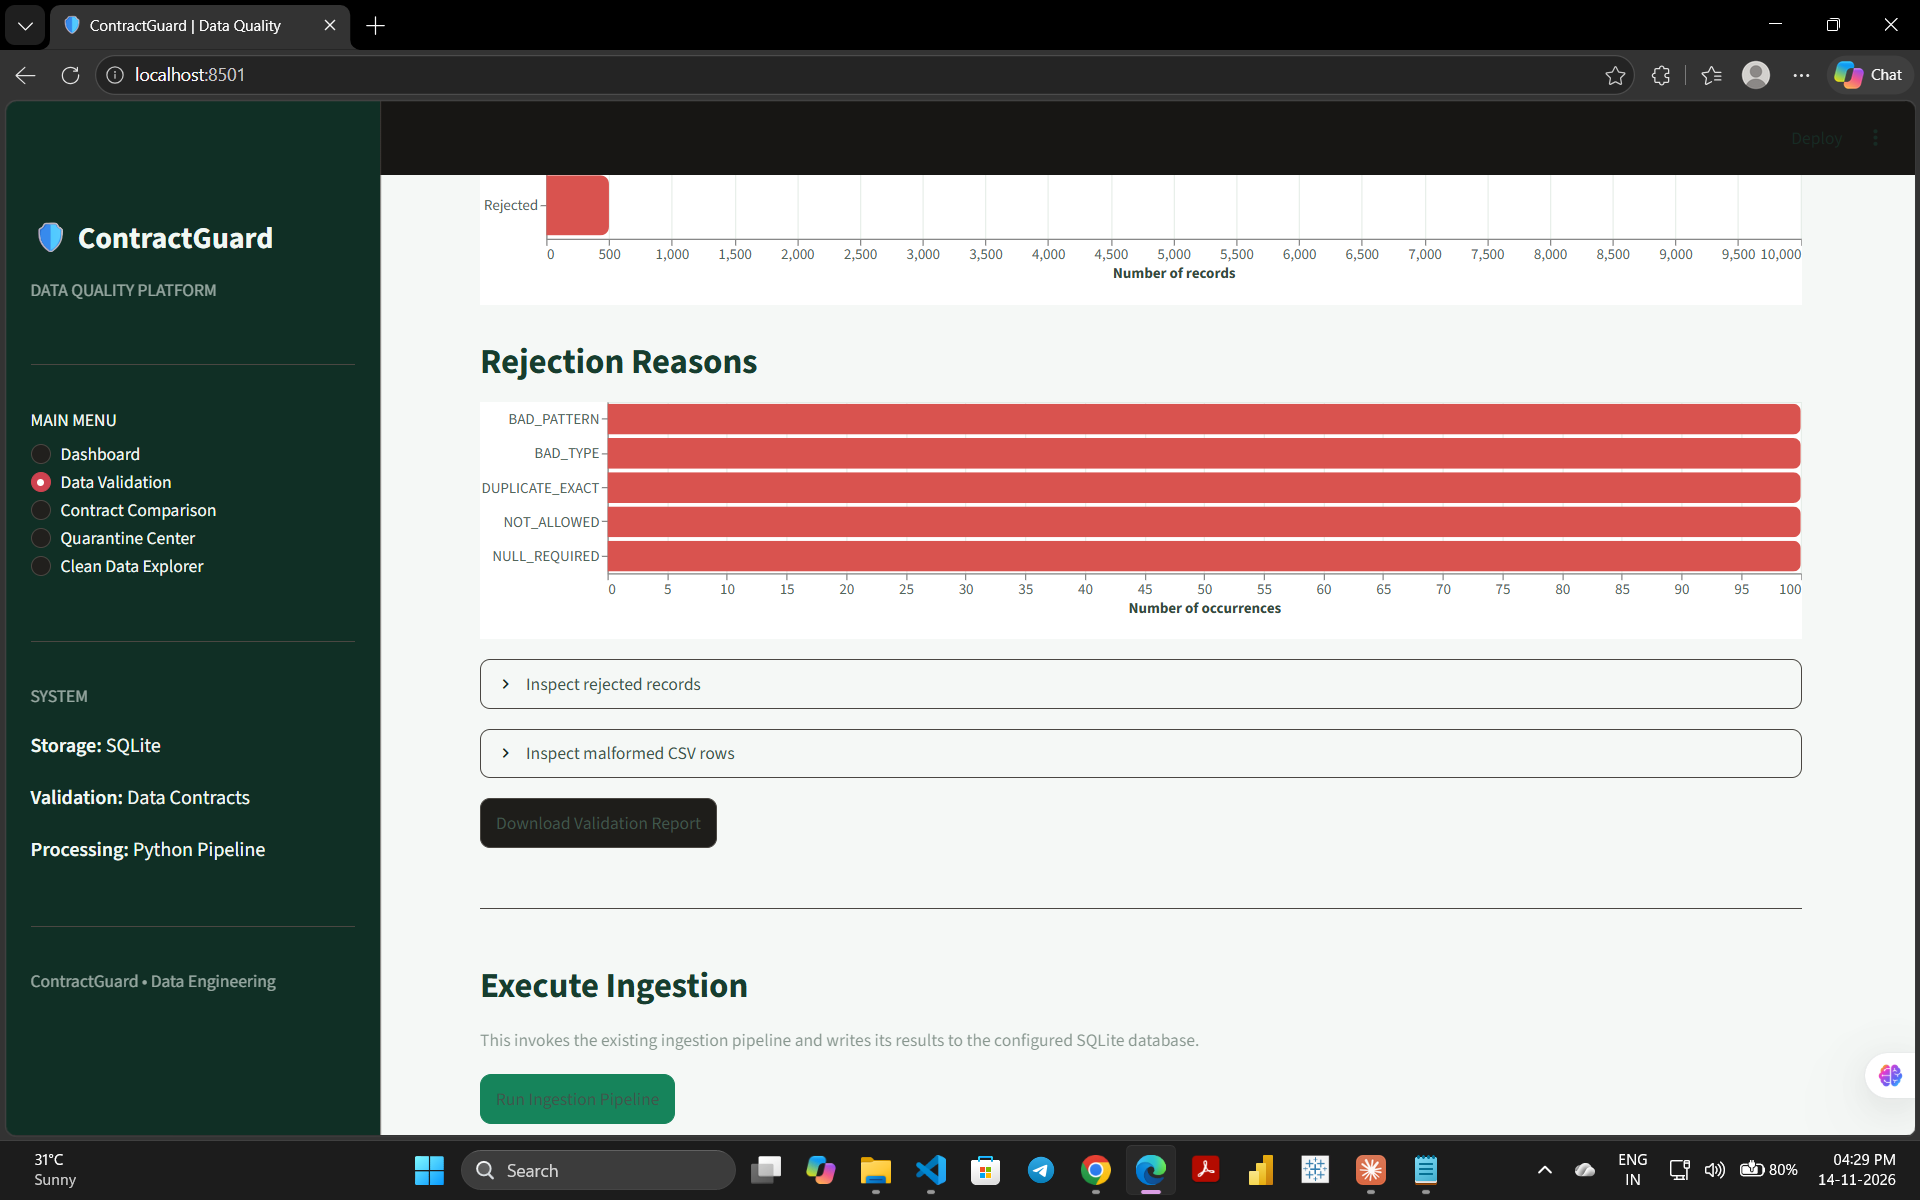 ContractGuard | Data Quality
localhost:8501
Chat
Deploy
ContractGuard
DATA QUALITY PLATFORM
MAIN MENU
Dashboard
Data Validation
Contract Comparison
Quarantine Center
Clean Data Explorer
SYSTEM
Storage: SQLite
Validation: Data Contracts
Processing: Python Pipeline
ContractGuard • Data Engineering
Rejected
0 500 1,000 1,500 2,000 2,500 3,000 3,500 4,000 4,500 5,000 5,500 6,000 6,500 7,000 7,500 8,000 8,500 9,000 9,500 10,000
Number of records
Rejection Reasons
BAD_PATTERN
BAD_TYPE
DUPLICATE_EXACT
NOT_ALLOWED
NULL_REQUIRED
0 5 10 15 20 25 30 35 40 45 50 55 60 65 70 75 80 85 90 95 100
Number of occurrences
Inspect rejected records
Inspect malformed CSV rows
Download Validation Report
Execute Ingestion
This invokes the existing ingestion pipeline and writes its results to the configured SQLite database.
Run Ingestion Pipeline
31°C
Sunny
Search
ENG
IN
80%
04:29 PM
14-11-2026